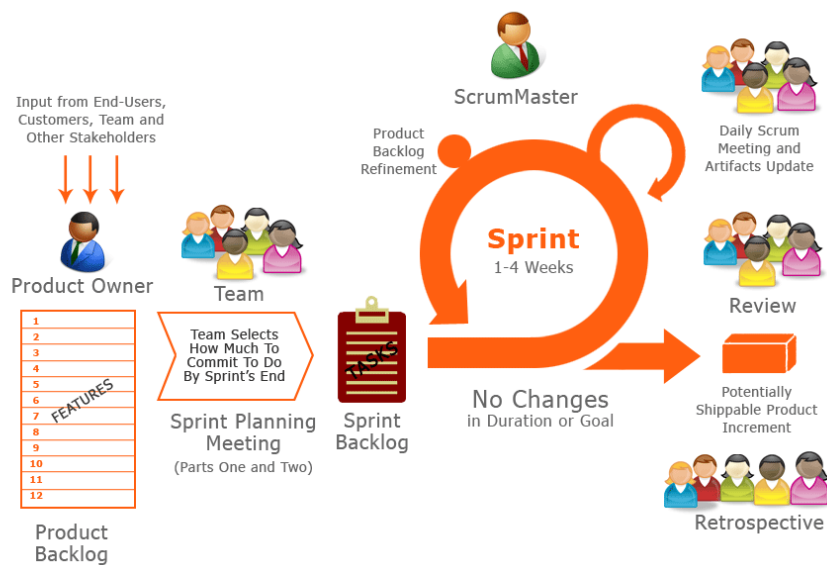 Input from End-Users,
Customers, Team and
Other Stakeholders
Product Owner
1
2
3
4
5
6
7
8
9
10
11
12
FEATURES
Product
Backlog
Team
Team Selects
How Much To
Commit To Do
By Sprint's End
Sprint Planning
Meeting
(Parts One and Two)
TASKS
Sprint
Backlog
ScrumMaster
Product
Backlog
Refinement
Sprint
1-4 Weeks
No Changes
in Duration or Goal
Daily Scrum
Meeting and
Artifacts Update
Review
Potentially
Shippable Product
Increment
Retrospective